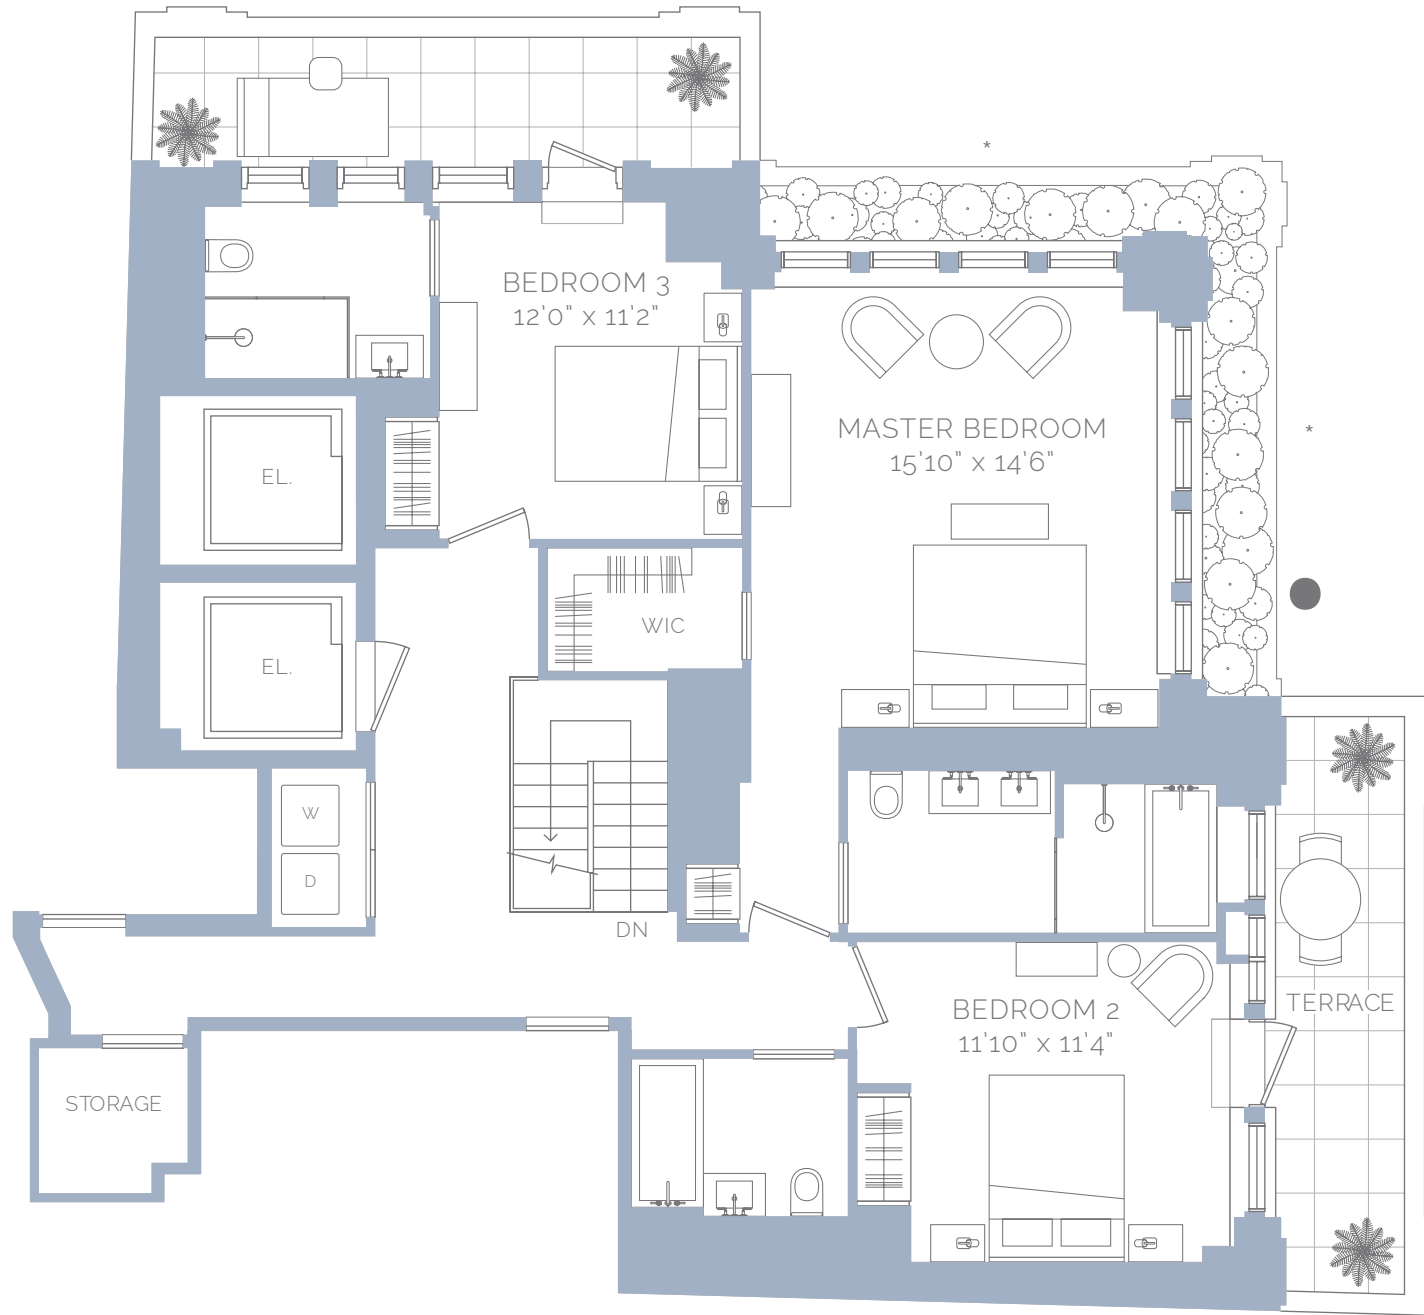 *
BEDROOM 3
12'0" x 11'2"
MASTER BEDROOM
15'10" x 14'6"
*
EL.
WIC
EL.
W
D
DN
TERRACE
BEDROOM 2
11'10" x 11'4"
STORAGE